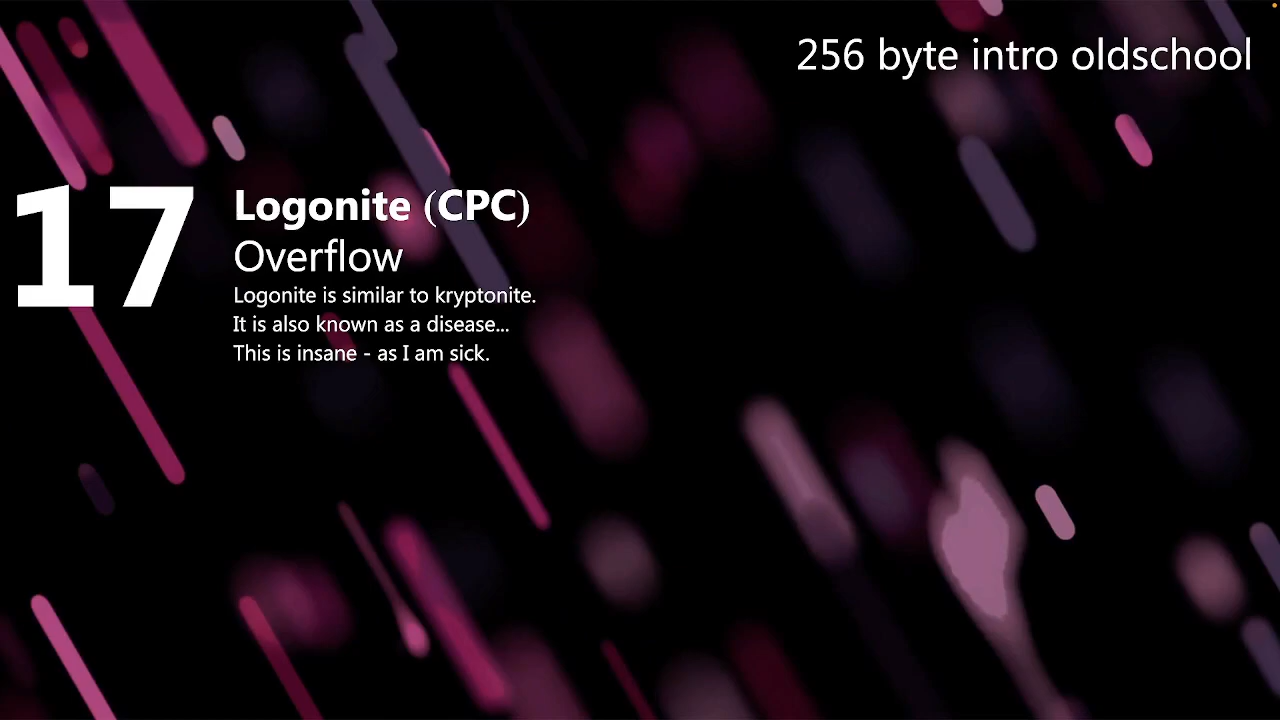 256 byte intro oldschool
17
Logonite (CPC)
Overflow
Logonite is similar to kryptonite.
It is also known as a disease...
This is insane - as I am sick.